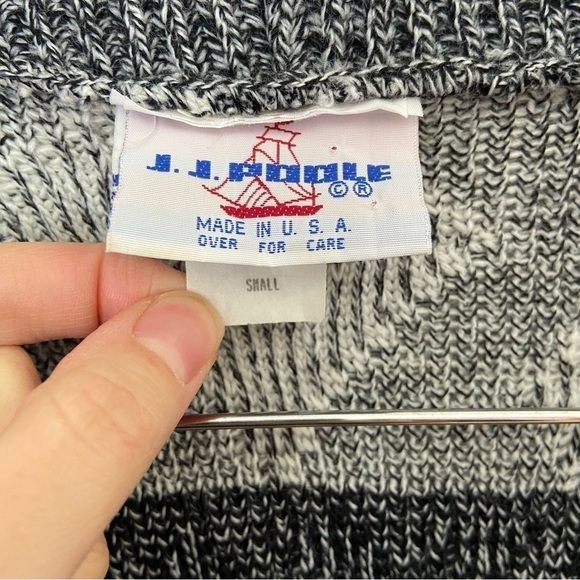 J.J. POOLE
© ®
MADE IN U. S. A.
OVER FOR CARE
SMALL